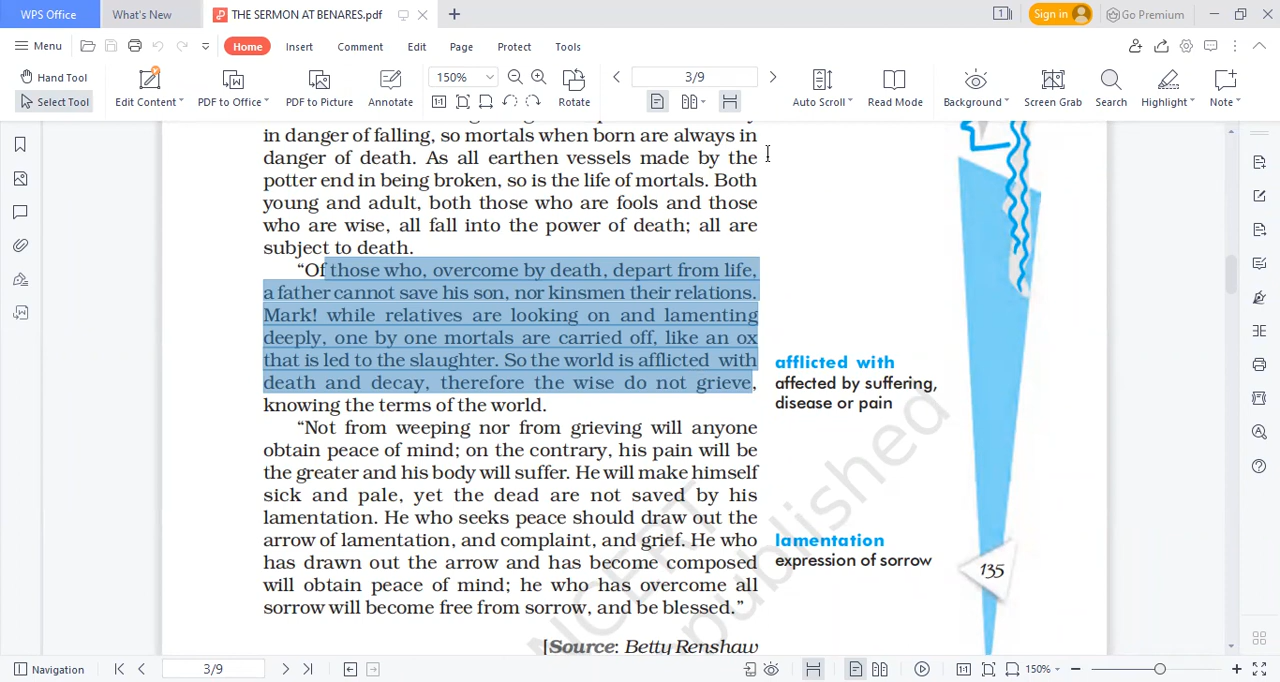 WPS Office
What's New
THE SERMON AT BENARES.pdf
Sign in
Go Premium
Menu
Home
Insert
Comment
Edit
Page
Protect
Tools
Hand Tool
Select Tool
Edit Content
PDF to Office
PDF to Picture
Annotate
150%
Rotate
3/9
Auto Scroll
Read Mode
Background
Screen Grab
Search
Highlight
Note
in danger of falling, so mortals when born are always in
danger of death. As all earthen vessels made by the
potter end in being broken, so is the life of mortals. Both
young and adult, both those who are fools and those
who are wise, all fall into the power of death; all are
subject to death.
“Of those who, overcome by death, depart from life,
a father cannot save his son, nor kinsmen their relations.
Mark! while relatives are looking on and lamenting
deeply, one by one mortals are carried off, like an ox
that is led to the slaughter. So the world is afflicted with
death and decay, therefore the wise do not grieve,
knowing the terms of the world.
“Not from weeping nor from grieving will anyone
obtain peace of mind; on the contrary, his pain will be
the greater and his body will suffer. He will make himself
sick and pale, yet the dead are not saved by his
lamentation. He who seeks peace should draw out the
arrow of lamentation, and complaint, and grief. He who
has drawn out the arrow and has become composed
will obtain peace of mind; he who has overcome all
sorrow will become free from sorrow, and be blessed.”
[Source: Betty Renshaw
afflicted with
affected by suffering,
disease or pain
lamentation
expression of sorrow
135
NCERT
published
Navigation
3/9
150%